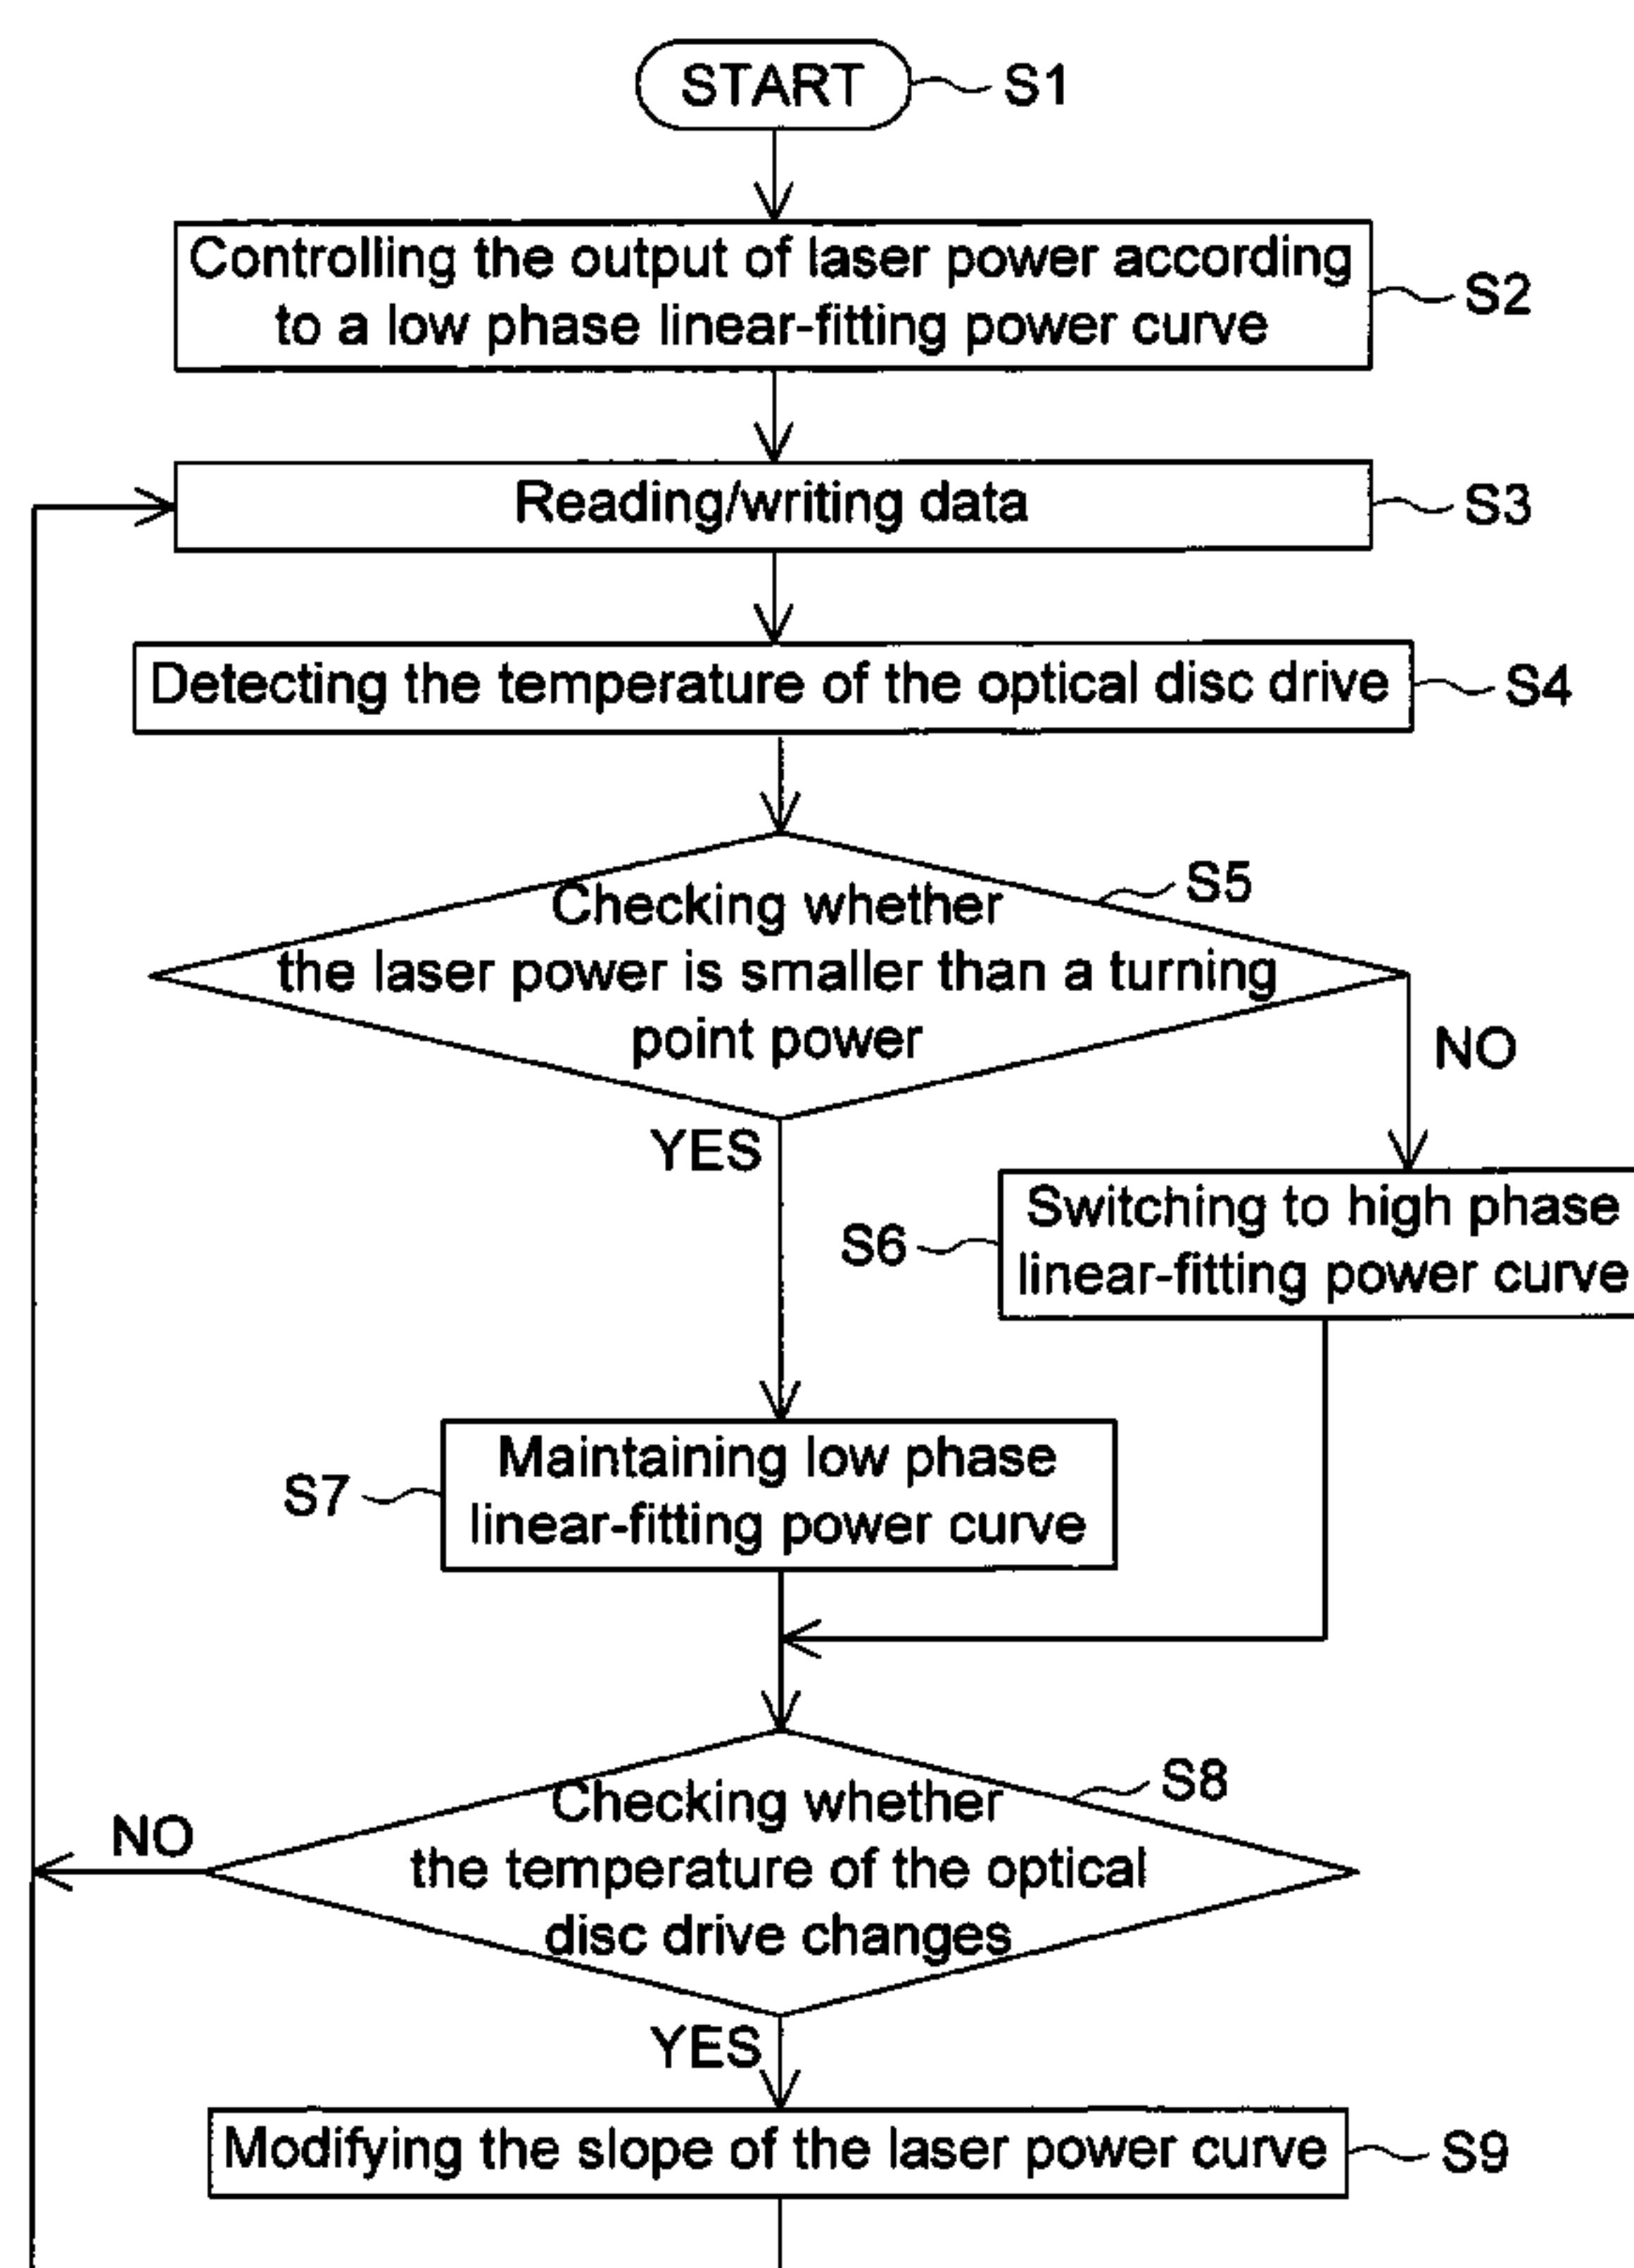 START
S1
Controlling the output of laser power according
to a low phase linear-fitting power curve
S2
Reading/writing data
S3
Detecting the temperature of the optical disc drive
S4
S5
Checking whether
the laser power is smaller than a turning
point power
NO
YES
Switching to high phase
linear-fitting power curve
S6
Maintaining low phase
linear-fitting power curve
S7
S8
Checking whether
the temperature of the optical
disc drive changes
NO
YES
Modifying the slope of the laser power curve
S9